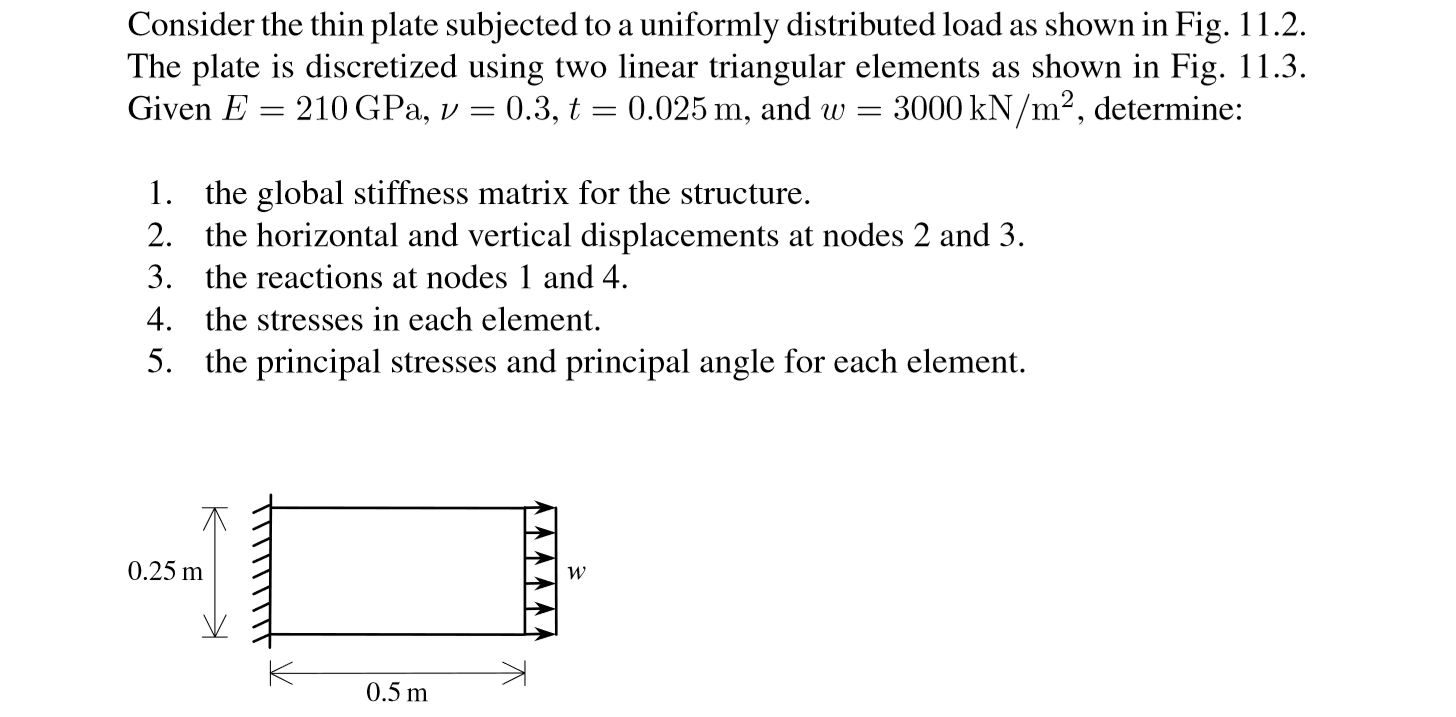 Consider the thin plate subjected to a uniformly distributed load as shown in Fig. 11.2.
The plate is discretized using two linear triangular elements as shown in Fig. 11.3.
Given E = 210 GPa, ν = 0.3, t = 0.025 m, and w = 3000 kN/m², determine:
1. the global stiffness matrix for the structure.
2. the horizontal and vertical displacements at nodes 2 and 3.
3. the reactions at nodes 1 and 4.
4. the stresses in each element.
5. the principal stresses and principal angle for each element.
0.25 m
w
0.5 m